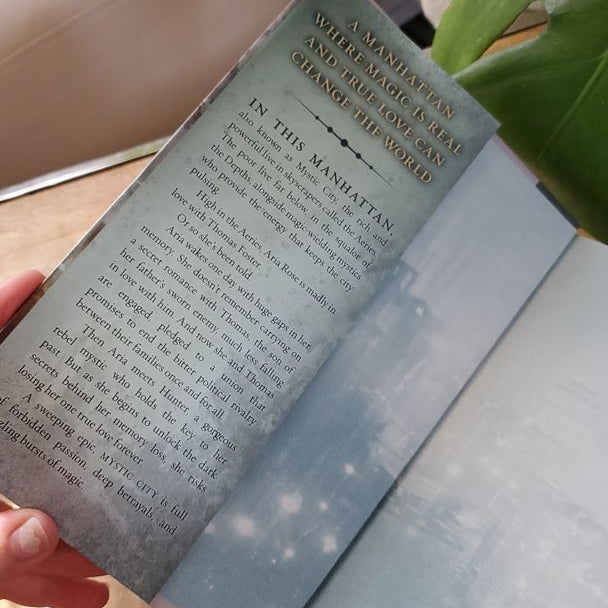 A MANHATTAN
WHERE MAGIC IS REAL
AND TRUE LOVE CAN
CHANGE THE WORLD
IN THIS MANHATTAN,
also known as Mystic City, the rich and
powerful live in skyscrapers called the Aeries.
The poor live far below, in the squalor of
the Depths alongside magic-wielding mystics
who provide the energy that keeps the city
pulsing.
High in the Aeries, Aria Rose is madly in
love with Thomas Foster.
Or so she's been told.
Aria wakes one day with huge gaps in her
memory. She doesn't remember carrying on
a secret romance with Thomas, the son of
her father's sworn enemy, much less falling
in love with him. And now she and Thomas
are engaged, pledged to a union that
promises to end the bitter political rivalry
between their families once and for all.
Then Aria meets Hunter, a gorgeous
rebel mystic who holds the key to her
past. But as she begins to unlock the dark
secrets behind her memory loss, she risks
losing her one true love forever.
A sweeping epic, MYSTIC CITY is full
of forbidden passion, deep betrayals, and
zling bursts of magic.